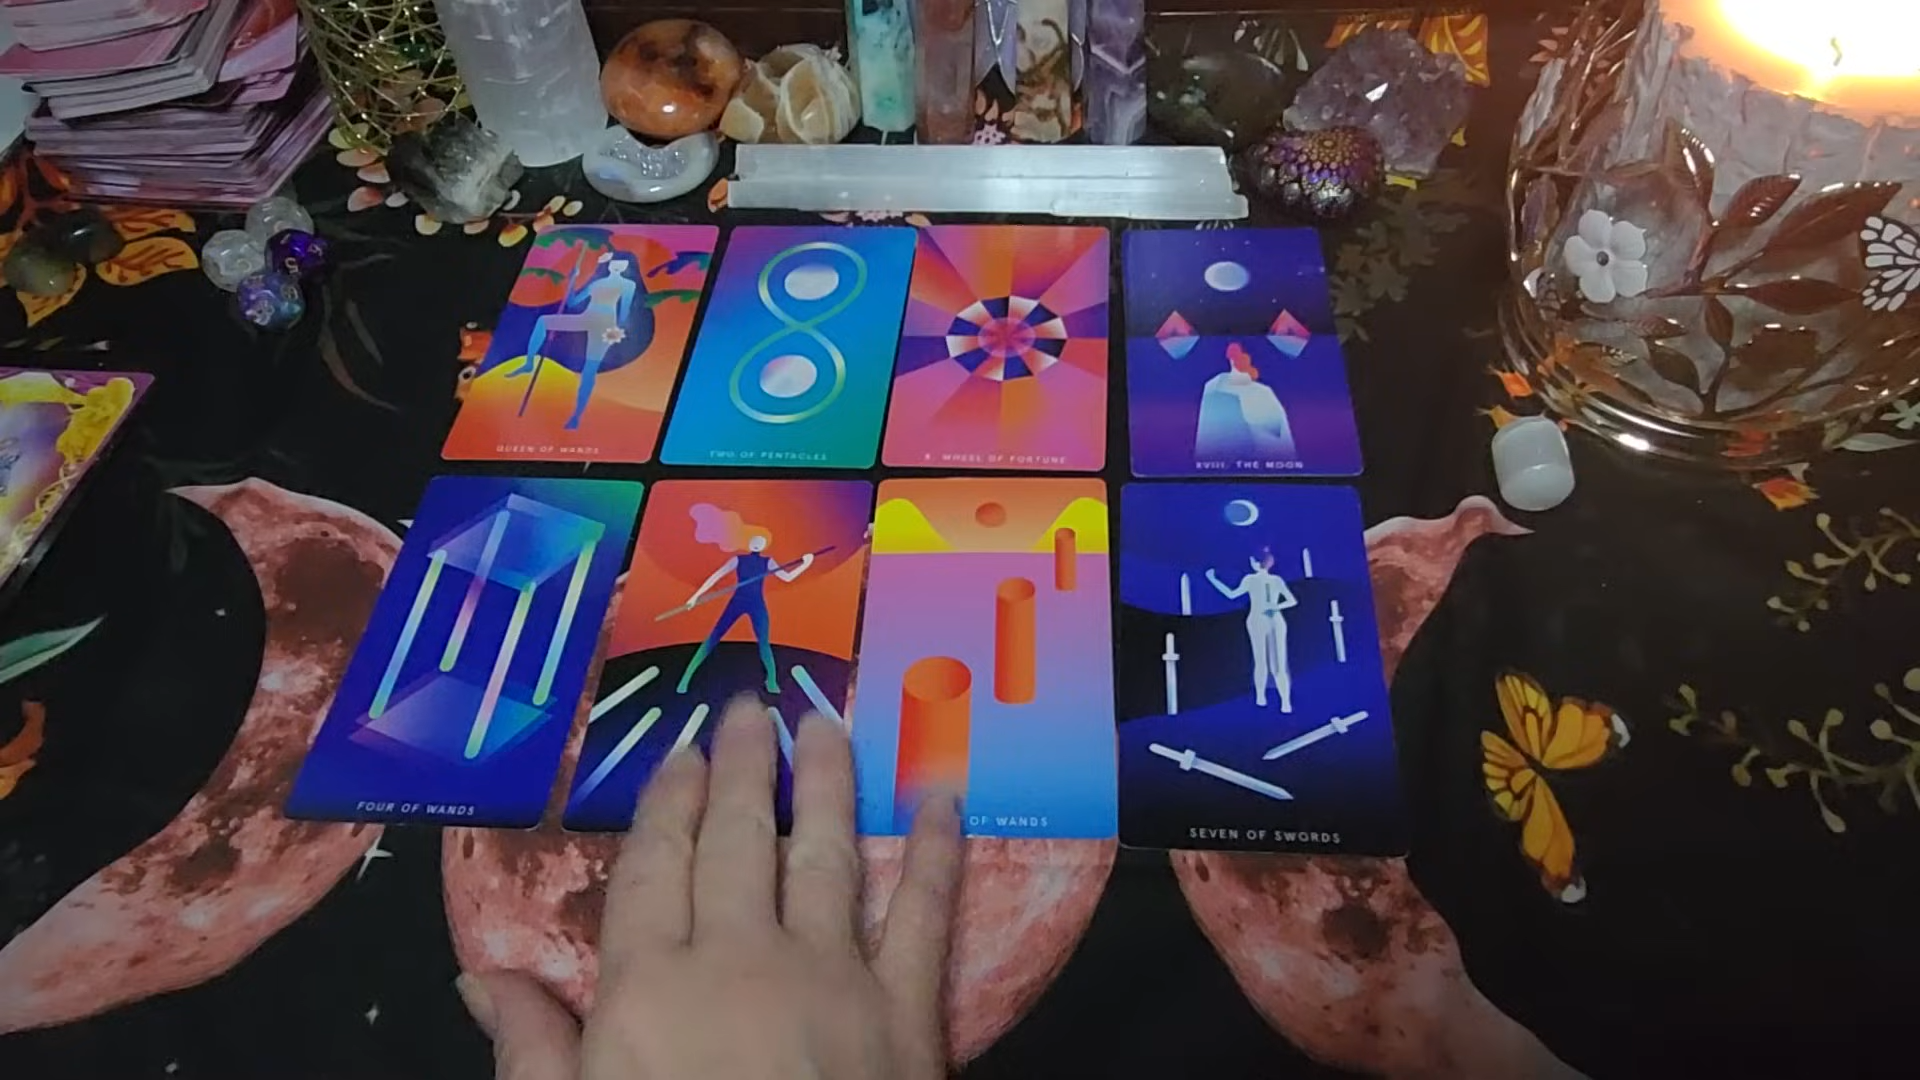 QUEEN OF WANDS
TWO OF PENTACLES
X. WHEEL OF FORTUNE
XVIII. THE MOON
FOUR OF WANDS
OF WANDS
SEVEN OF SWORDS